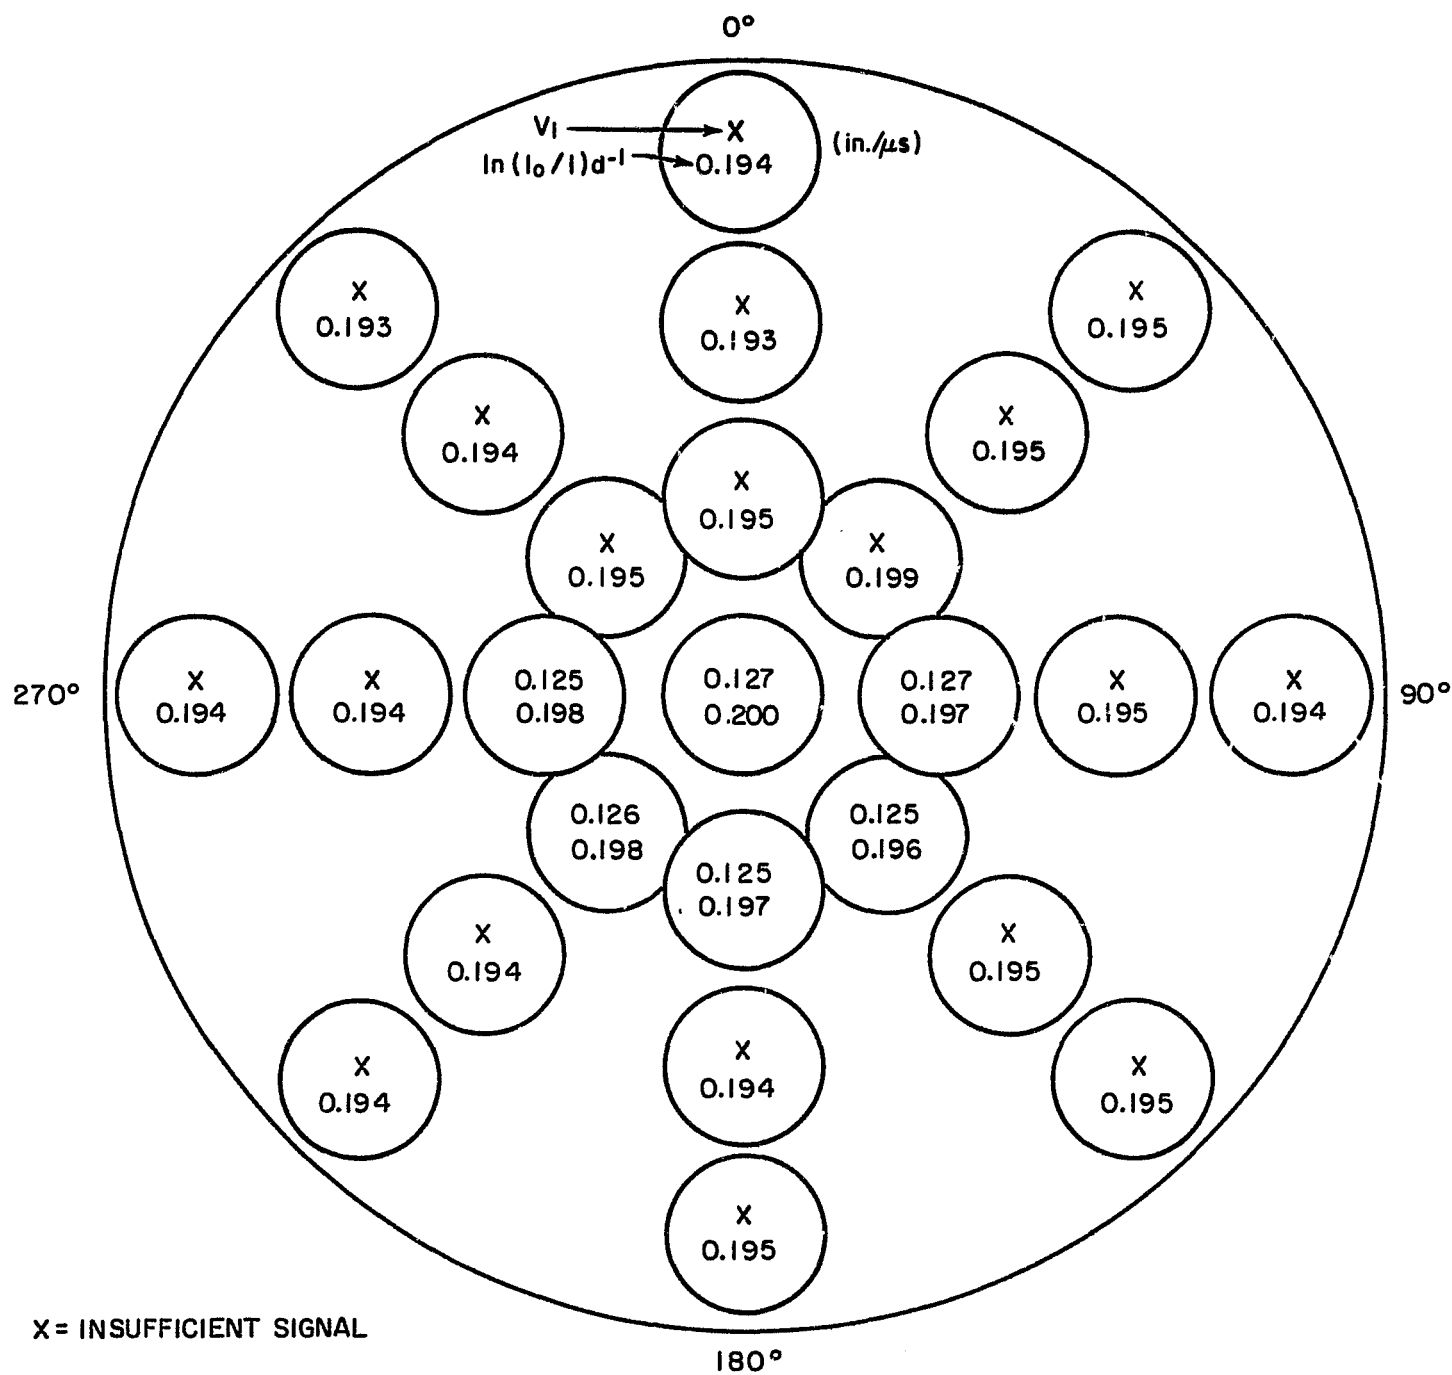 0°
V₁
X
(in./μs)
ln (I₀/I)d⁻¹
0.194
X
0.193
X
0.193
X
0.195
X
0.194
X
0.195
X
0.195
X
0.195
X
0.199
270°
X
0.194
X
0.194
0.125
0.198
0.127
0.200
0.127
0.197
X
0.195
X
0.194
90°
0.126
0.198
0.125
0.197
0.125
0.196
X
0.194
X
0.195
X
0.194
X
0.194
X
0.195
X
0.195
X = INSUFFICIENT SIGNAL
180°